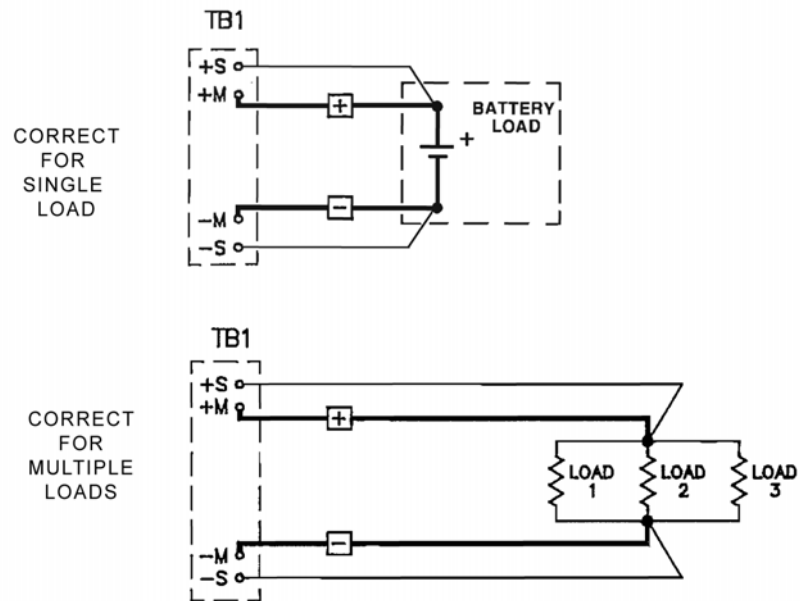 TB1
+S
+M
+
BATTERY
LOAD
+
CORRECT
FOR
SINGLE
LOAD
−
−M
−S
TB1
+S
+M
+
CORRECT
FOR
MULTIPLE
LOADS
LOAD
1
LOAD
2
LOAD
3
−
−M
−S